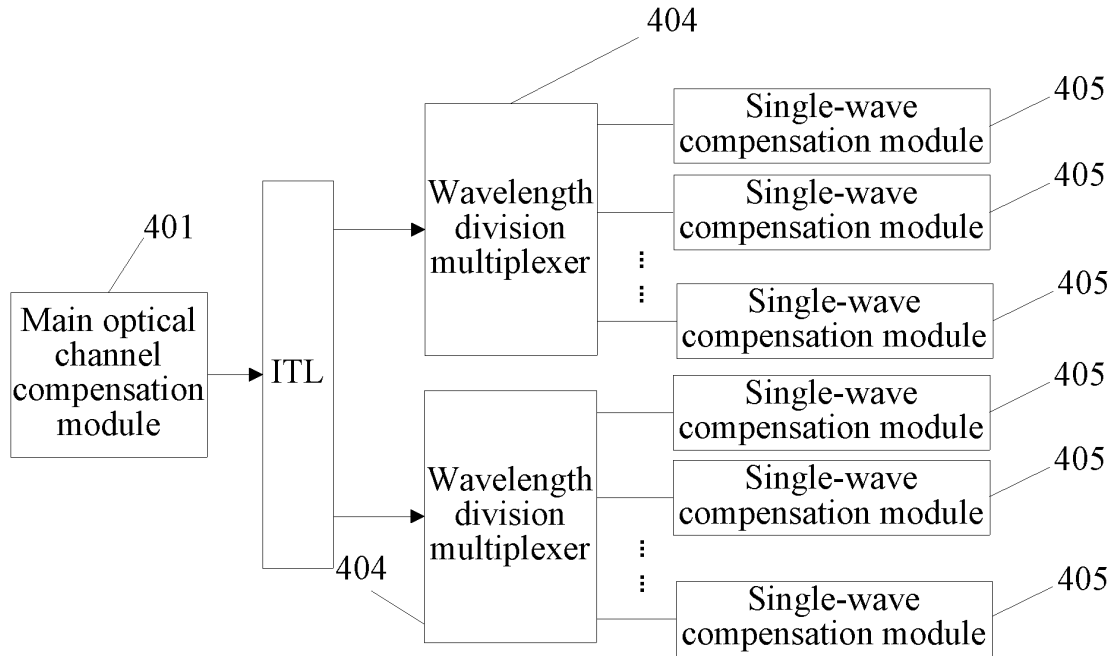 404
Single-wave
compensation module
405
Wavelength
division
multiplexer
Single-wave
compensation module
405
401
Single-wave
compensation module
405
Main optical
channel
compensation
module
ITL
Single-wave
compensation module
405
Wavelength
division
multiplexer
Single-wave
compensation module
405
404
Single-wave
compensation module
405